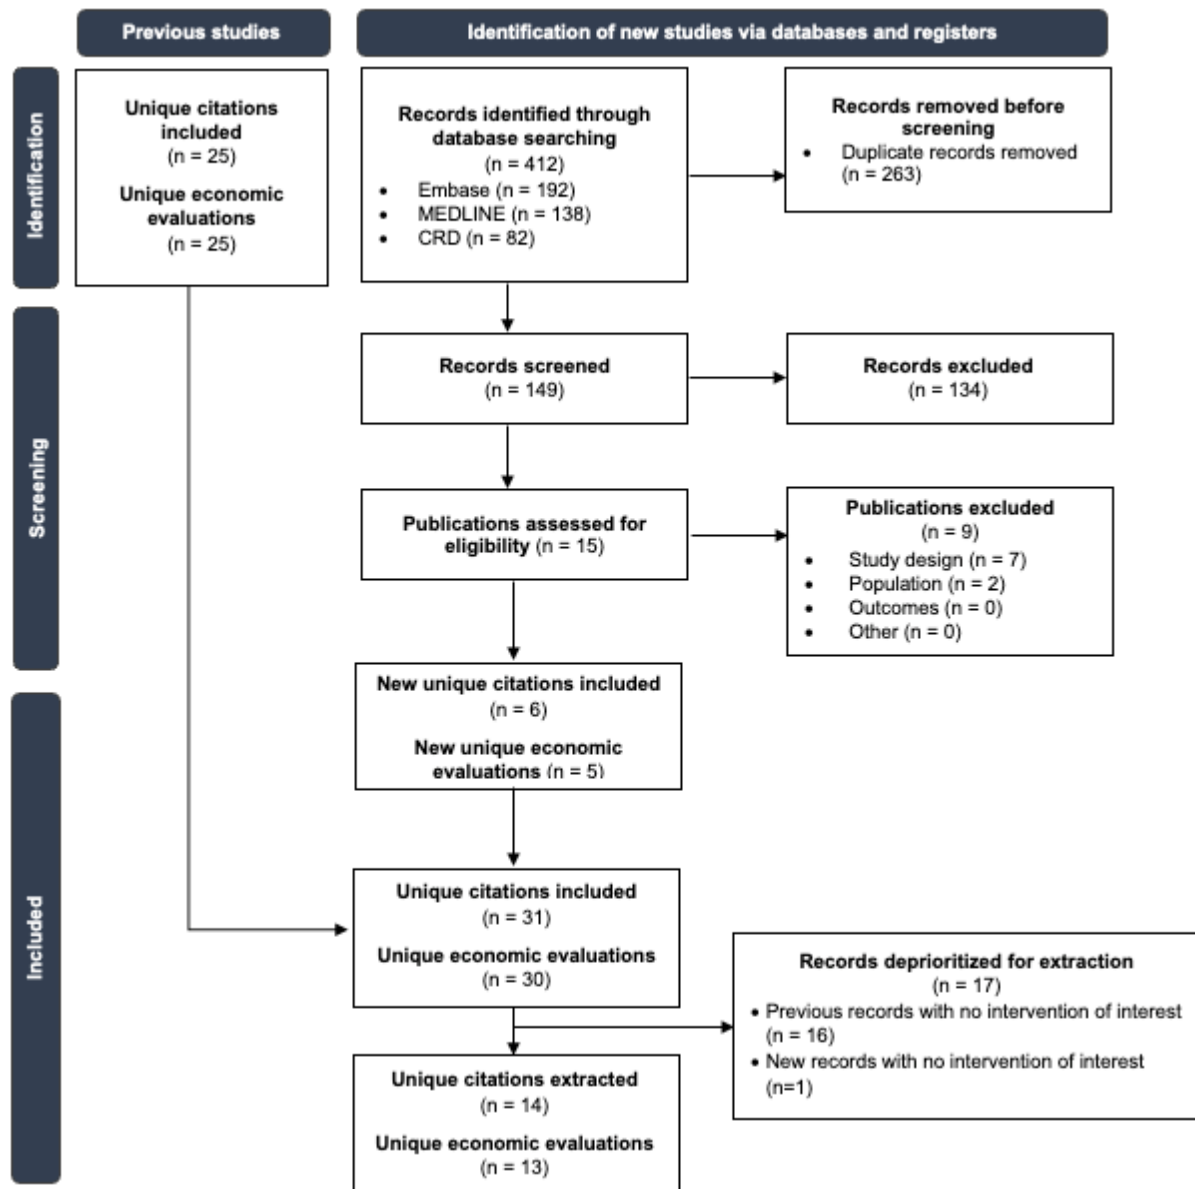 Previous studies
Identification of new studies via databases and registers
Identification
Unique citations
included
(n = 25)
Unique economic
evaluations
(n = 25)
Records identified through
database searching
(n = 412)
• Embase (n = 192)
• MEDLINE (n = 138)
• CRD (n = 82)
Records removed before
screening
• Duplicate records removed
(n = 263)
Screening
Records screened
(n = 149)
Records excluded
(n = 134)
Publications assessed for
eligibility (n = 15)
Publications excluded
(n = 9)
• Study design (n = 7)
• Population (n = 2)
• Outcomes (n = 0)
• Other (n = 0)
Included
New unique citations included
(n = 6)
New unique economic
evaluations (n = 5)
Unique citations included
(n = 31)
Unique economic evaluations
(n = 30)
Records deprioritized for extraction
(n = 17)
• Previous records with no intervention of interest
(n = 16)
• New records with no intervention of interest
(n=1)
Unique citations extracted
(n = 14)
Unique economic evaluations
(n = 13)